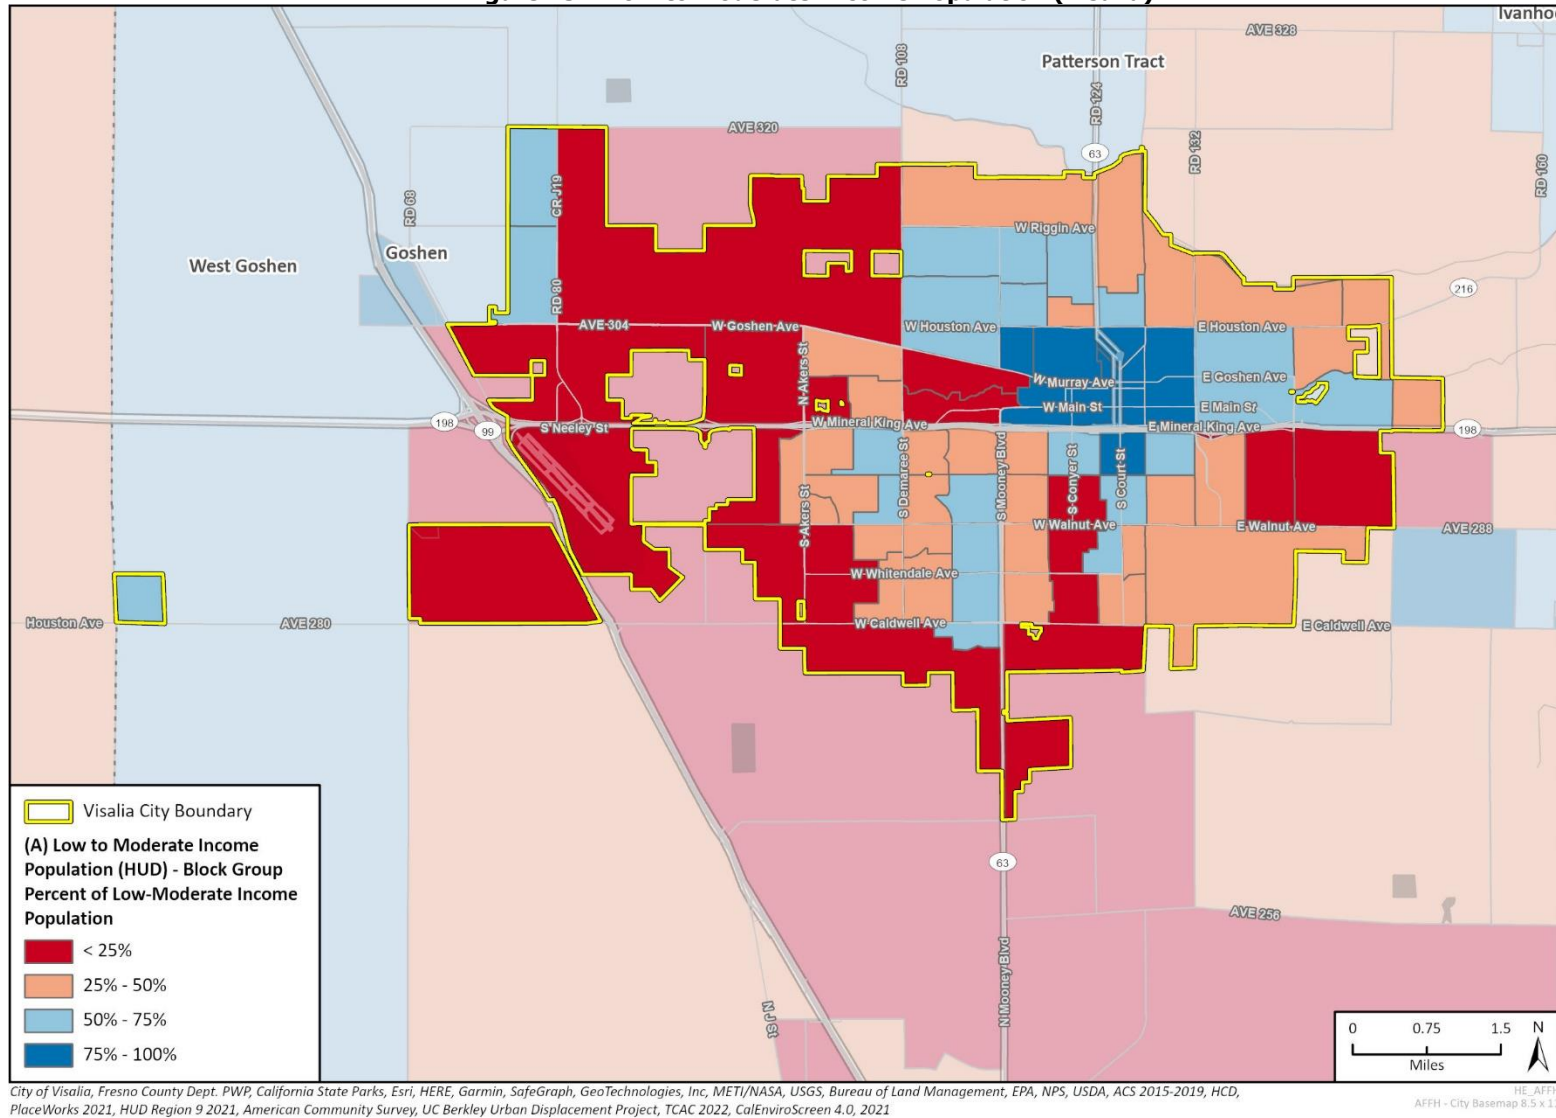 Ivanhoe
AVE 328
Patterson Tract
RD 108
RD 124
RD 132
RD 160
AVE 320
63
CR J19
RD 68
W Riggin Ave
Goshen
West Goshen
RD 80
216
AVE 304
W Goshen Ave
W Houston Ave
E Houston Ave
N Akers St
W Murray Ave
E Goshen Ave
W Main St
E Main St
198
99
S Neeley St
W Mineral King Ave
E Mineral King Ave
198
S Demaree St
S Mooney Blvd
S Conyer St
S Court St
S Akers St
W Walnut Ave
E Walnut Ave
AVE 288
W Whitendale Ave
Houston Ave
AVE 280
W Caldwell Ave
E Caldwell Ave
63
AVE 256
N Mooney Blvd
N J St
Visalia City Boundary
(A) Low to Moderate Income
Population (HUD) - Block Group
Percent of Low-Moderate Income
Population
< 25%
25% - 50%
50% - 75%
75% - 100%
0 0.75 1.5 N
Miles
City of Visalia, Fresno County Dept. PWP, California State Parks, Esri, HERE, Garmin, SafeGraph, GeoTechnologies, Inc, METI/NASA, USGS, Bureau of Land Management, EPA, NPS, USDA, ACS 2015-2019, HCD,
PlaceWorks 2021, HUD Region 9 2021, American Community Survey, UC Berkley Urban Displacement Project, TCAC 2022, CalEnviroScreen 4.0, 2021
HE_AFFH
AFFH - City Basemap 8.5 x 1